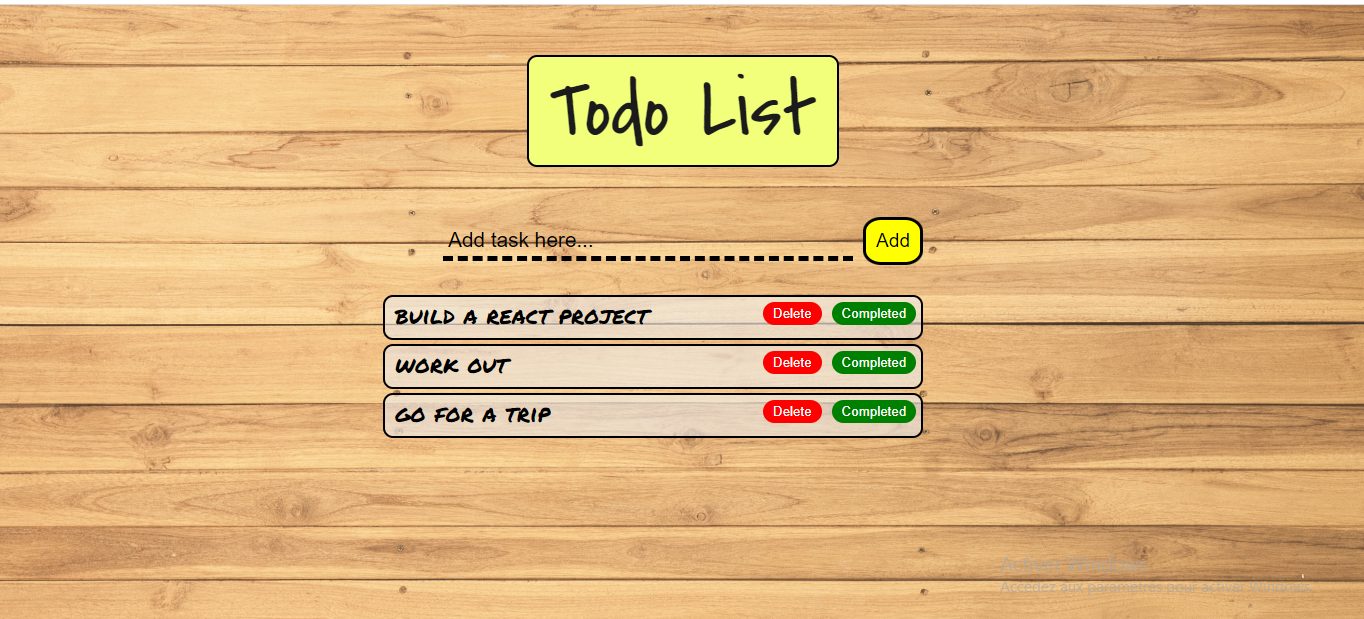 Todo List
Add task here...
Add
BUILD A REACT PROJECT
Delete
Completed
WORK OUT
Delete
Completed
GO FOR A TRIP
Delete
Completed
Activer Windows
Accédez aux paramètres pour activer Windows.